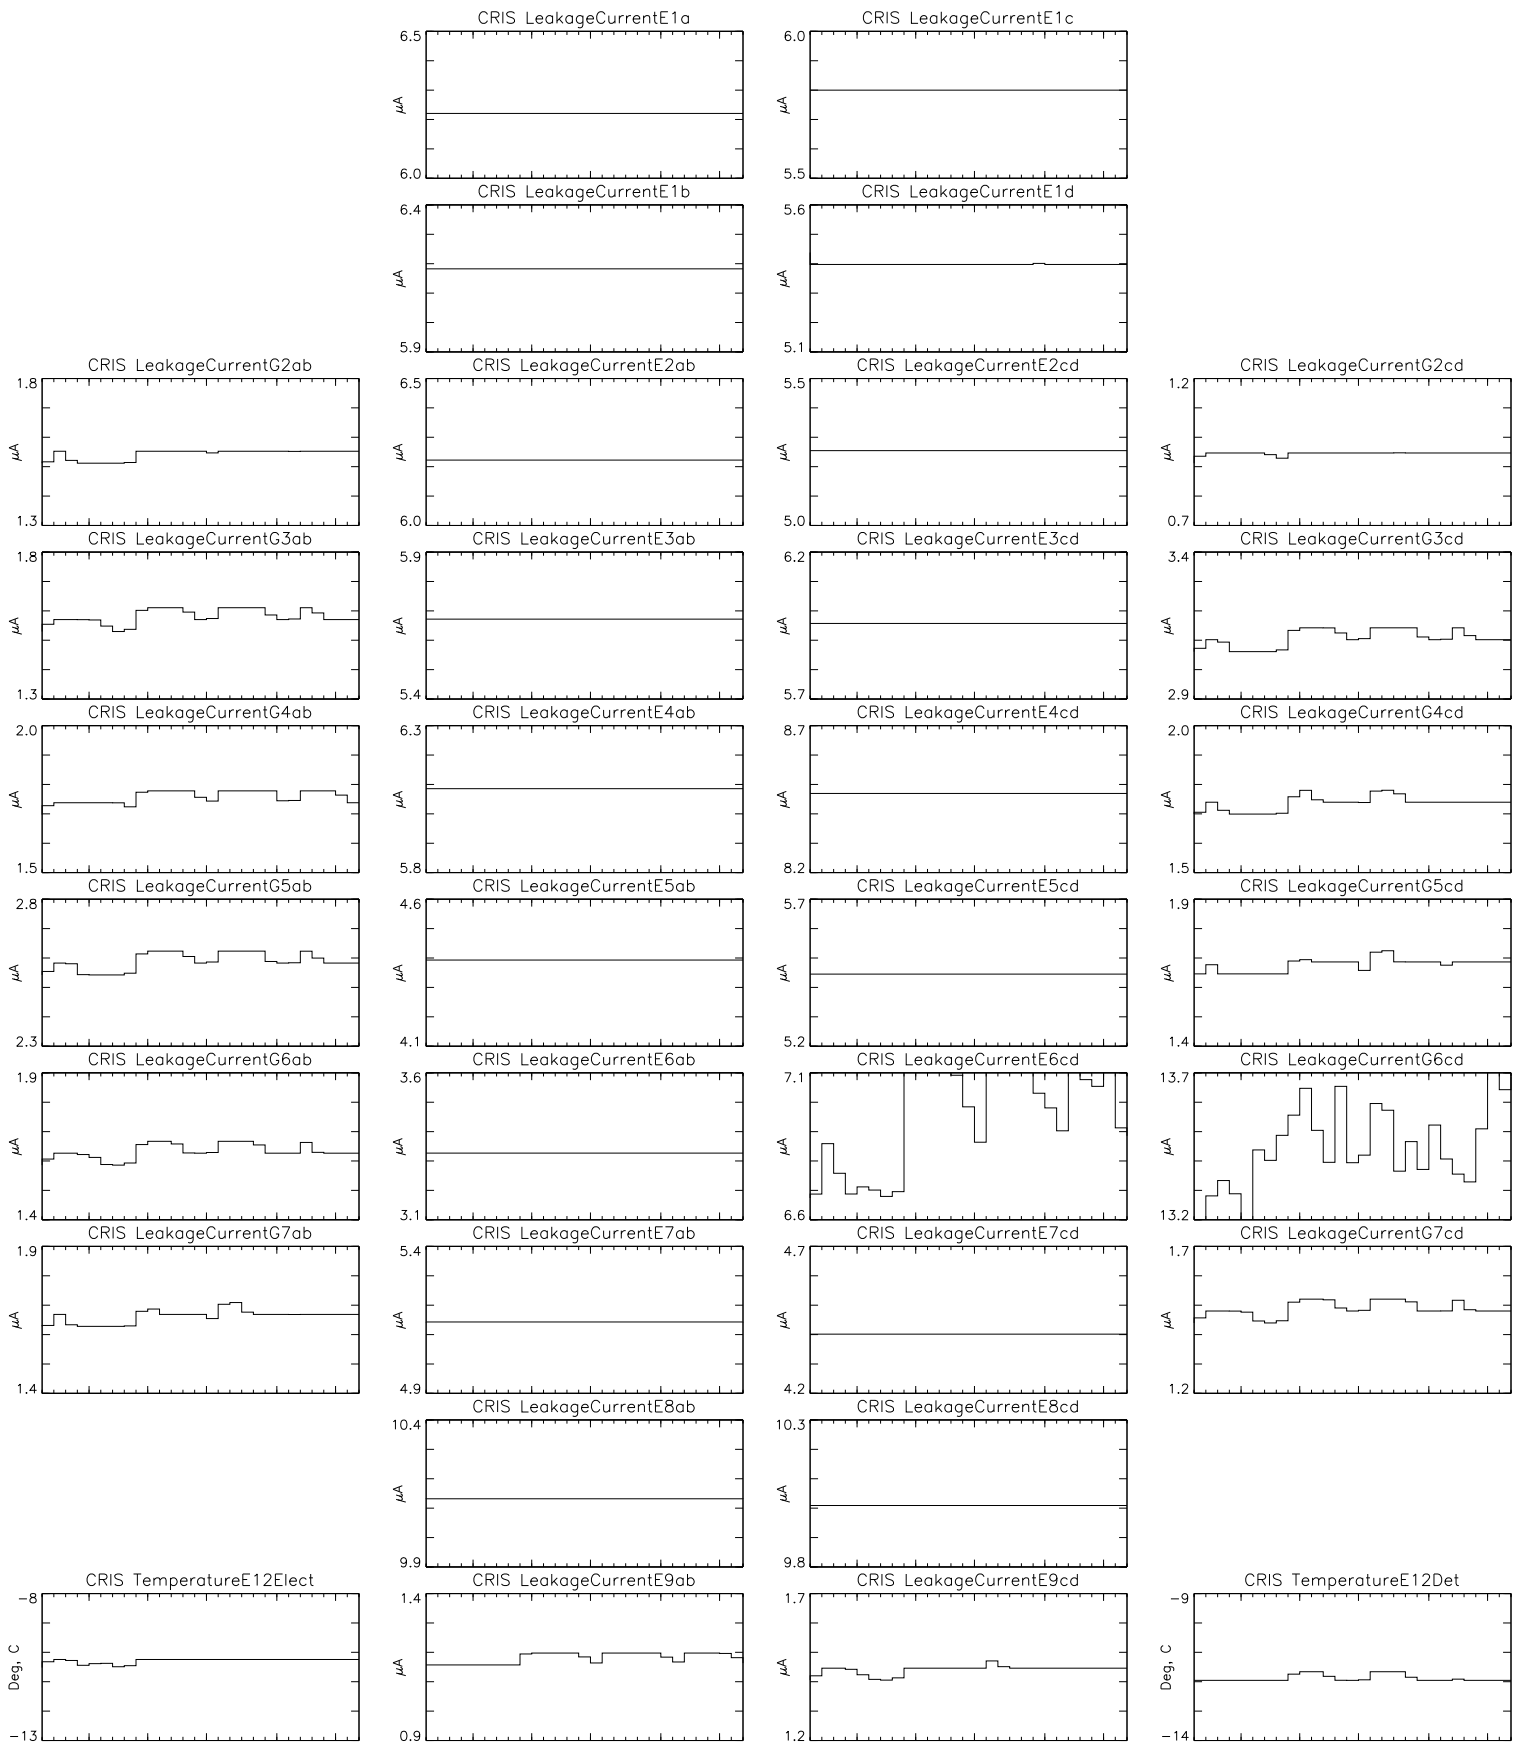 CRIS LeakageCurrentE1a
CRIS LeakageCurrentE1c
6.5
μA
6.0
6.0
μA
5.5
CRIS LeakageCurrentE1b
CRIS LeakageCurrentE1d
6.4
μA
5.9
5.6
μA
5.1
CRIS LeakageCurrentG2ab
CRIS LeakageCurrentE2ab
CRIS LeakageCurrentE2cd
CRIS LeakageCurrentG2cd
1.8
μA
1.3
6.5
μA
6.0
5.5
μA
5.0
1.2
μA
0.7
CRIS LeakageCurrentG3ab
CRIS LeakageCurrentE3ab
CRIS LeakageCurrentE3cd
CRIS LeakageCurrentG3cd
1.8
μA
1.3
5.9
μA
5.4
6.2
μA
5.7
3.4
μA
2.9
CRIS LeakageCurrentG4ab
CRIS LeakageCurrentE4ab
CRIS LeakageCurrentE4cd
CRIS LeakageCurrentG4cd
2.0
μA
1.5
6.3
μA
5.8
8.7
μA
8.2
2.0
μA
1.5
CRIS LeakageCurrentG5ab
CRIS LeakageCurrentE5ab
CRIS LeakageCurrentE5cd
CRIS LeakageCurrentG5cd
2.8
μA
2.3
4.6
μA
4.1
5.7
μA
5.2
1.9
μA
1.4
CRIS LeakageCurrentG6ab
CRIS LeakageCurrentE6ab
CRIS LeakageCurrentE6cd
CRIS LeakageCurrentG6cd
1.9
μA
1.4
3.6
μA
3.1
7.1
μA
6.6
13.7
μA
13.2
CRIS LeakageCurrentG7ab
CRIS LeakageCurrentE7ab
CRIS LeakageCurrentE7cd
CRIS LeakageCurrentG7cd
1.9
μA
1.4
5.4
μA
4.9
4.7
μA
4.2
1.7
μA
1.2
CRIS LeakageCurrentE8ab
CRIS LeakageCurrentE8cd
10.4
μA
9.9
10.3
μA
9.8
CRIS TemperatureE12Elect
CRIS LeakageCurrentE9ab
CRIS LeakageCurrentE9cd
CRIS TemperatureE12Det
-8
Deg, C
-13
1.4
μA
0.9
1.7
μA
1.2
-9
Deg, C
-14